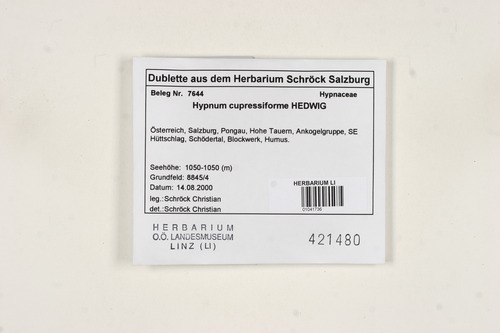 Dublette aus dem Herbarium Schröck Salzburg
Beleg Nr. 7644 Hypnaceae
Hypnum cupressiforme HEDWIG
Österreich, Salzburg, Pongau, Hohe Tauern, Ankogelgruppe, SE
Hüttschlag, Schödertal, Blockwerk, Humus.
Seehöhe: 1050-1050 (m)
Grundfeld: 8845/4
Datum: 14.08.2000
leg.:Schröck Christian
det.:Schröck Christian
HERBARIUM LI
HERBARIUM
O.Ö. LANDESMUSEUM
LINZ (LI)
421480